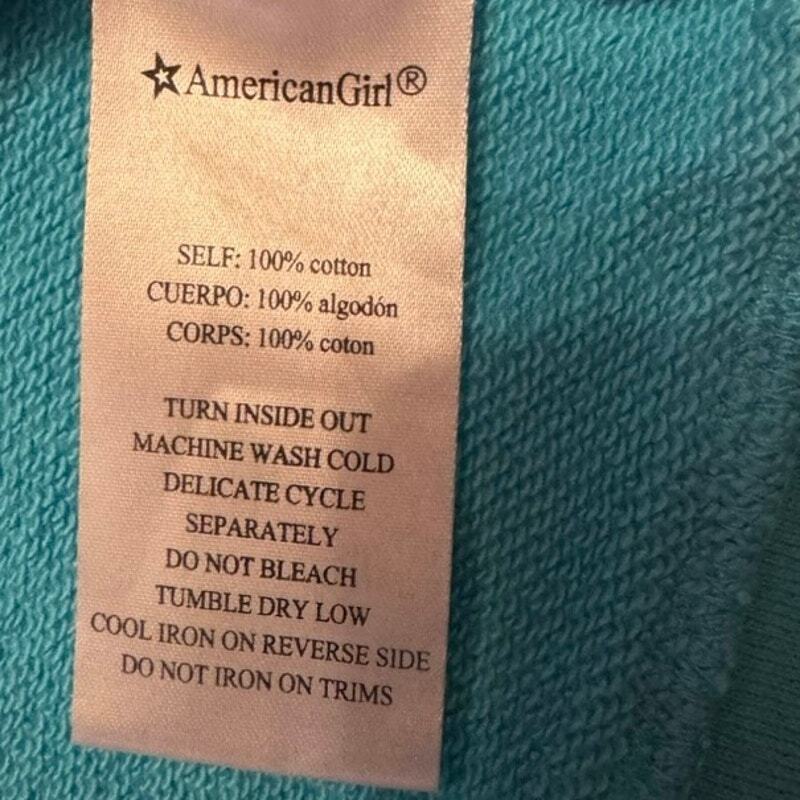 AmericanGirl®
SELF: 100% cotton
CUERPO: 100% algodón
CORPS: 100% coton
TURN INSIDE OUT
MACHINE WASH COLD
DELICATE CYCLE
SEPARATELY
DO NOT BLEACH
TUMBLE DRY LOW
COOL IRON ON REVERSE SIDE
DO NOT IRON ON TRIMS